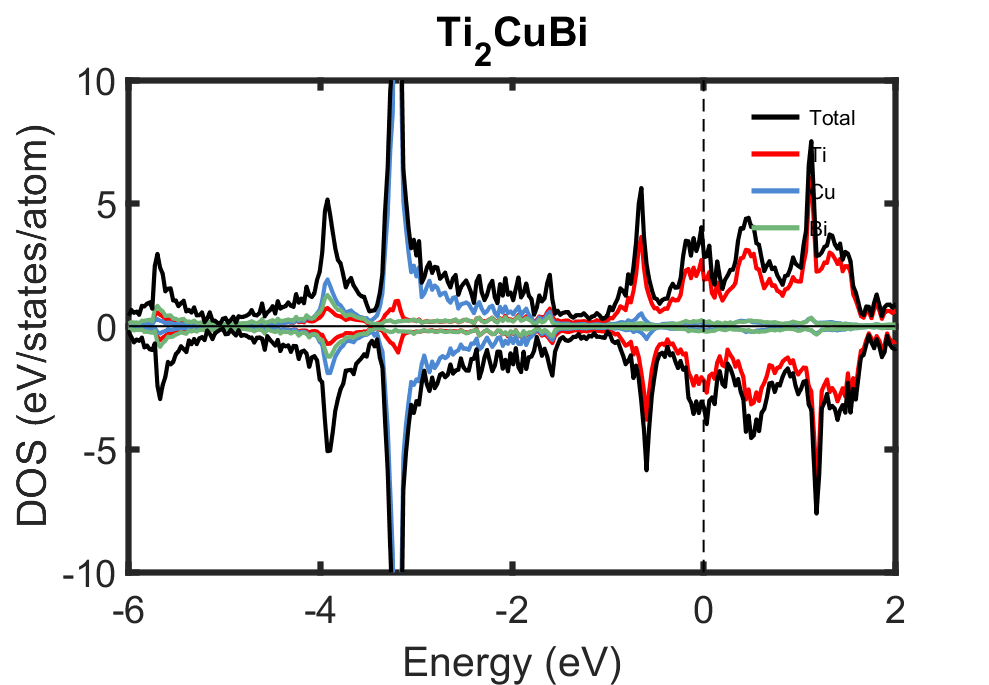 Ti2CuBi
10
5
0
-5
-10
DOS (eV/states/atom)
Total
Ti
Cu
Bi
-6
-4
-2
0
2
Energy (eV)